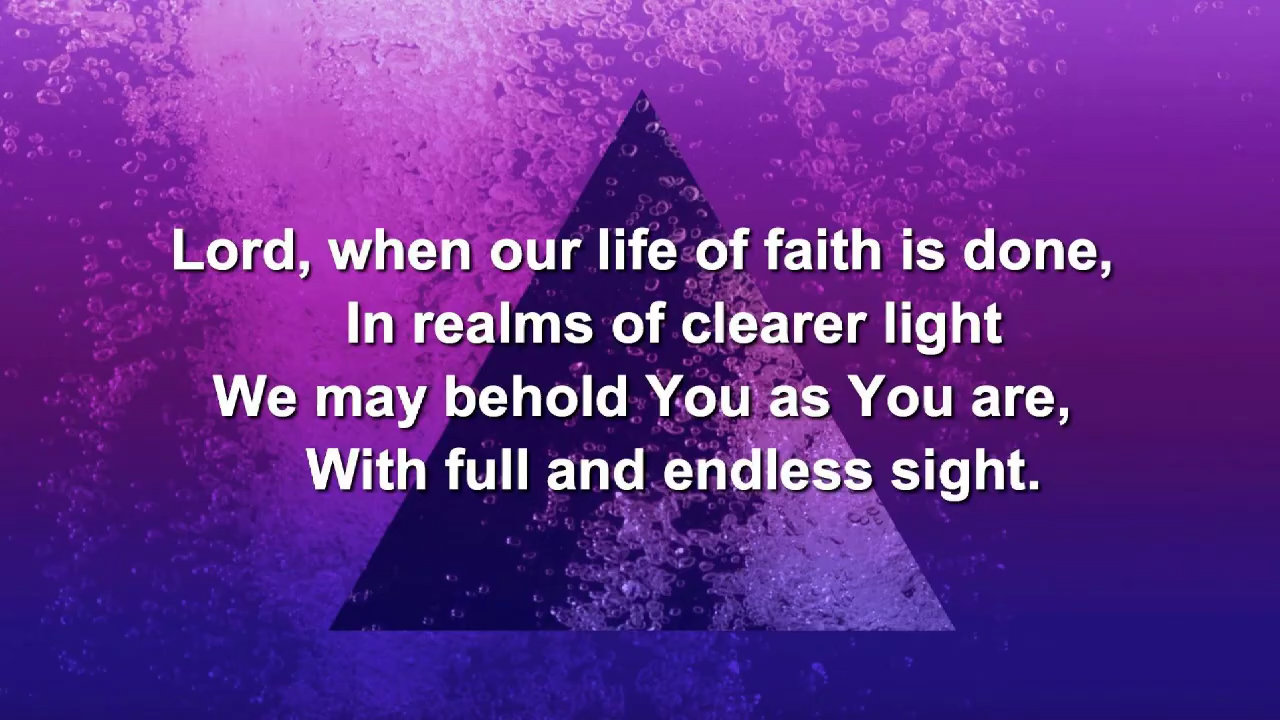 Lord, when our life of faith is done,
In realms of clearer light
We may behold You as You are,
With full and endless sight.